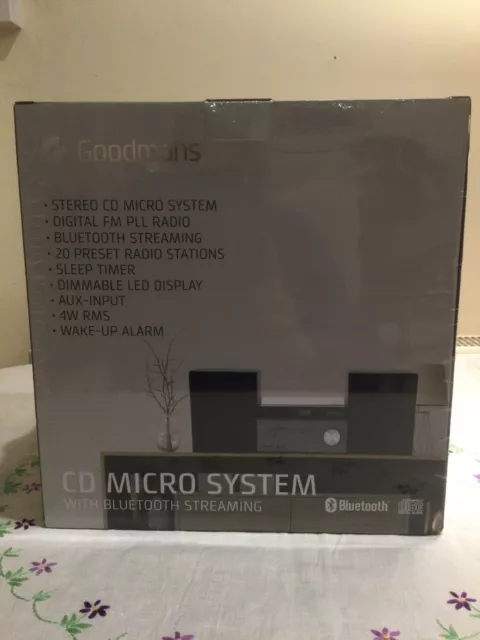 Goodmans
• STEREO CD MICRO SYSTEM
• DIGITAL FM PLL RADIO
• BLUETOOTH STREAMING
• 20 PRESET RADIO STATIONS
• SLEEP TIMER
• DIMMABLE LED DISPLAY
• AUX-INPUT
• 4W RMS
• WAKE-UP ALARM
CD MICRO SYSTEM
WITH BLUETOOTH STREAMING
Bluetooth